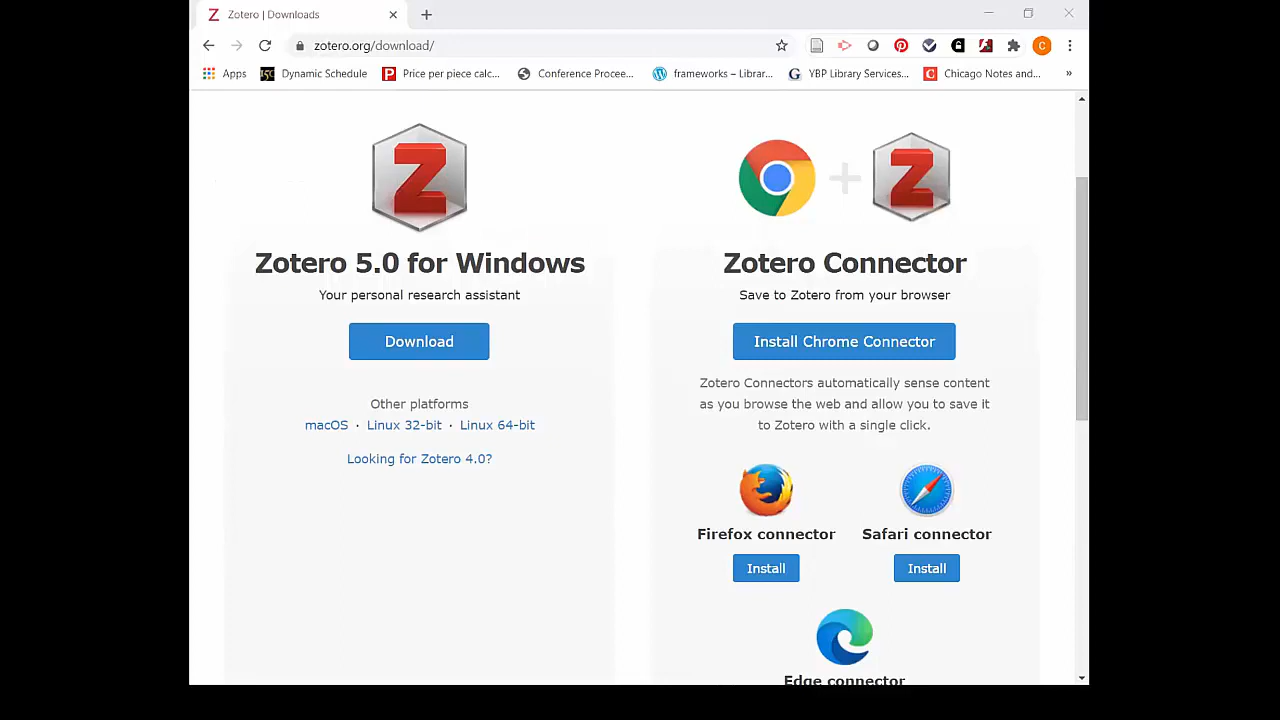 Zotero | Downloads
zotero.org/download/
C
Apps
Dynamic Schedule
Price per piece calc...
Conference Procee...
frameworks – Librar...
YBP Library Services...
Chicago Notes and...
»
Zotero 5.0 for Windows
Your personal research assistant
Download
Other platforms
macOS · Linux 32-bit · Linux 64-bit
Looking for Zotero 4.0?
Zotero Connector
Save to Zotero from your browser
Install Chrome Connector
Zotero Connectors automatically sense content
as you browse the web and allow you to save it
to Zotero with a single click.
Firefox connector
Install
Safari connector
Install
Edge connector